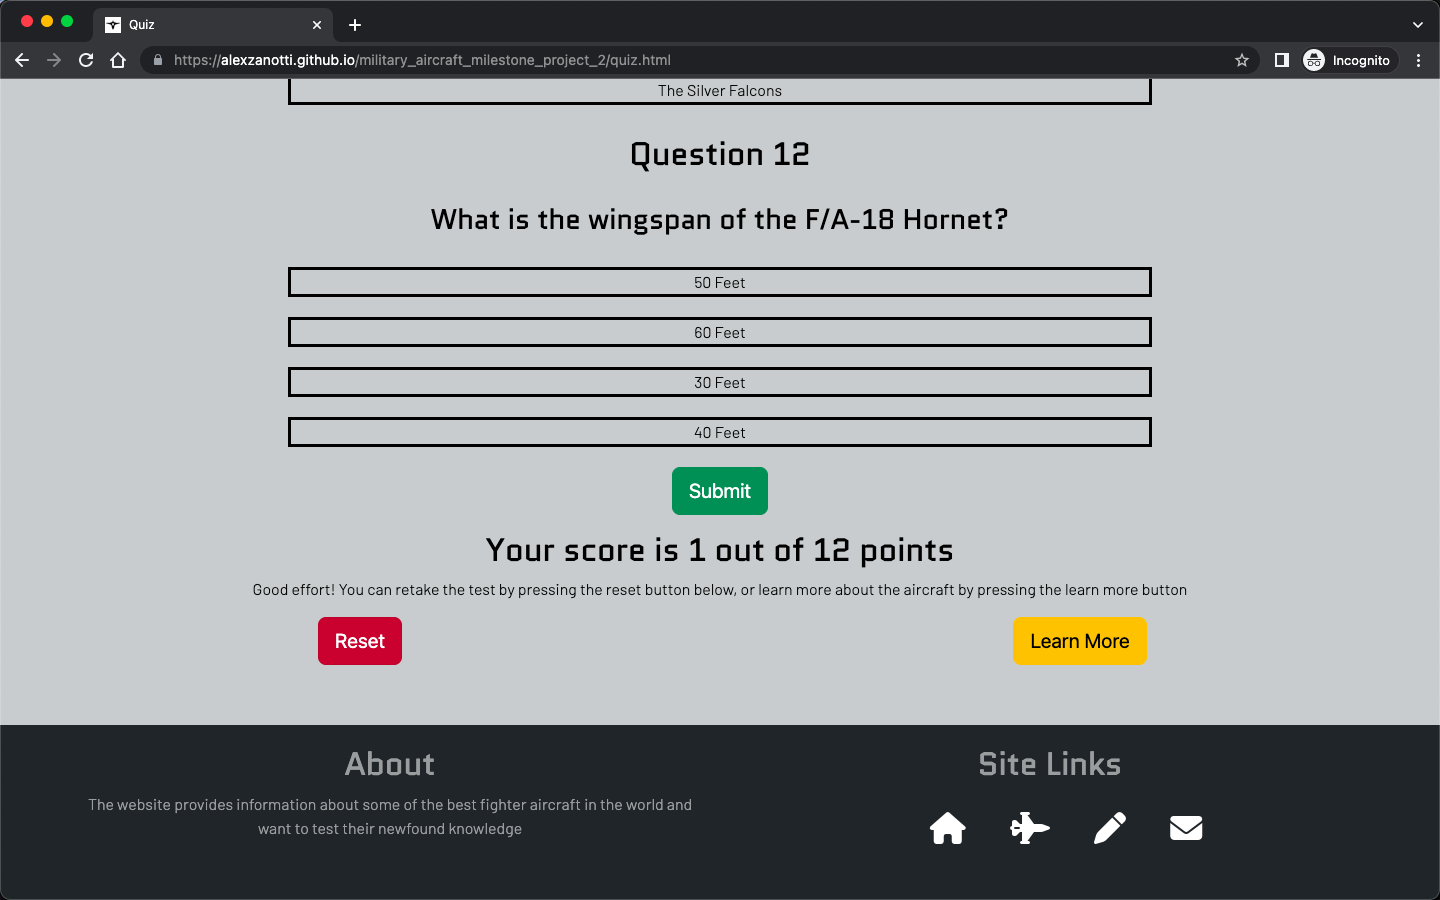 Quiz
https://alexzanotti.github.io/military_aircraft_milestone_project_2/quiz.html
Incognito
The Silver Falcons
Question 12
What is the wingspan of the F/A-18 Hornet?
50 Feet
60 Feet
30 Feet
40 Feet
Submit
Your score is 1 out of 12 points
Good effort! You can retake the test by pressing the reset button below, or learn more about the aircraft by pressing the learn more button
Reset
Learn More
About
The website provides information about some of the best fighter aircraft in the world and
want to test their newfound knowledge
Site Links